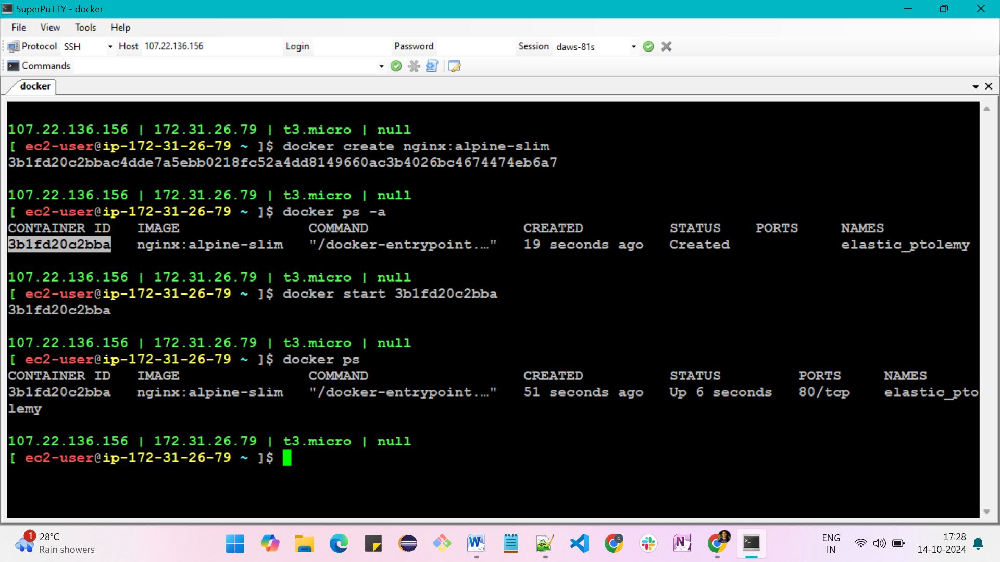 SuperPuTTY - docker
File View Tools Help
Protocol SSH Host 107.22.136.156 Login Password Session daws-81s
Commands
docker
107.22.136.156 | 172.31.26.79 | t3.micro | null
[ ec2-user@ip-172-31-26-79 ~ ]$ docker create nginx:alpine-slim
3b1fd20c2bbac4dde7a5ebb0218fc52a4dd8149660ac3b4026bc4674474eb6a7
107.22.136.156 | 172.31.26.79 | t3.micro | null
[ ec2-user@ip-172-31-26-79 ~ ]$ docker ps -a
CONTAINER ID IMAGE COMMAND CREATED STATUS PORTS NAMES
3b1fd20c2bba nginx:alpine-slim "/docker-entrypoint.…" 19 seconds ago Created elastic_ptolemy
107.22.136.156 | 172.31.26.79 | t3.micro | null
[ ec2-user@ip-172-31-26-79 ~ ]$ docker start 3b1fd20c2bba
3b1fd20c2bba
107.22.136.156 | 172.31.26.79 | t3.micro | null
[ ec2-user@ip-172-31-26-79 ~ ]$ docker ps
CONTAINER ID IMAGE COMMAND CREATED STATUS PORTS NAMES
3b1fd20c2bba nginx:alpine-slim "/docker-entrypoint.…" 51 seconds ago Up 6 seconds 80/tcp elastic_pto
lemy
107.22.136.156 | 172.31.26.79 | t3.micro | null
[ ec2-user@ip-172-31-26-79 ~ ]$
1 28°C
Rain showers
ENG
IN
17:28
14-10-2024